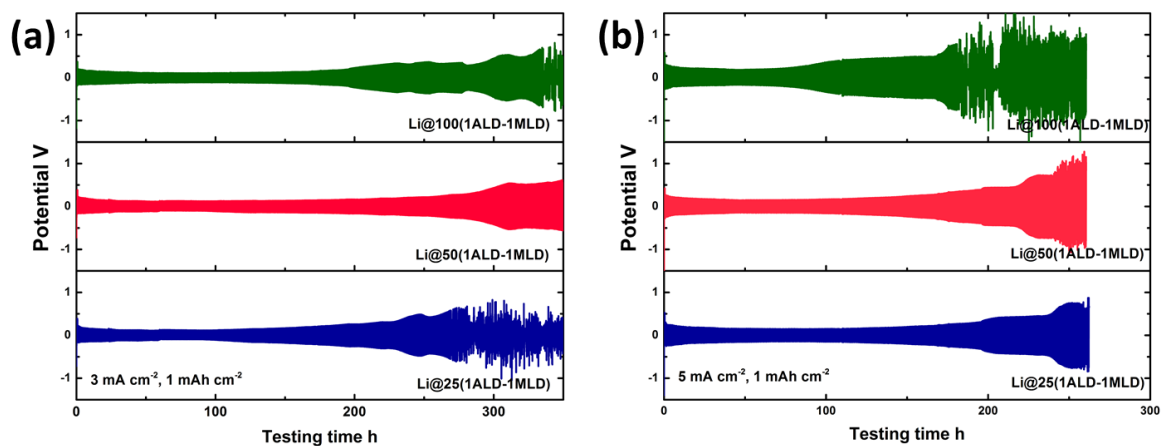 (a)
Potential V
1
0
-1
Li@100(1ALD-1MLD)
1
0
-1
Li@50(1ALD-1MLD)
1
0
-1
3 mA cm⁻², 1 mAh cm⁻²
Li@25(1ALD-1MLD)
0 100 200 300
Testing time h
(b)
Potential V
1
0
-1
Li@100(1ALD-1MLD)
1
0
-1
Li@50(1ALD-1MLD)
1
0
-1
5 mA cm⁻², 1 mAh cm⁻²
Li@25(1ALD-1MLD)
0 100 200 300
Testing time h